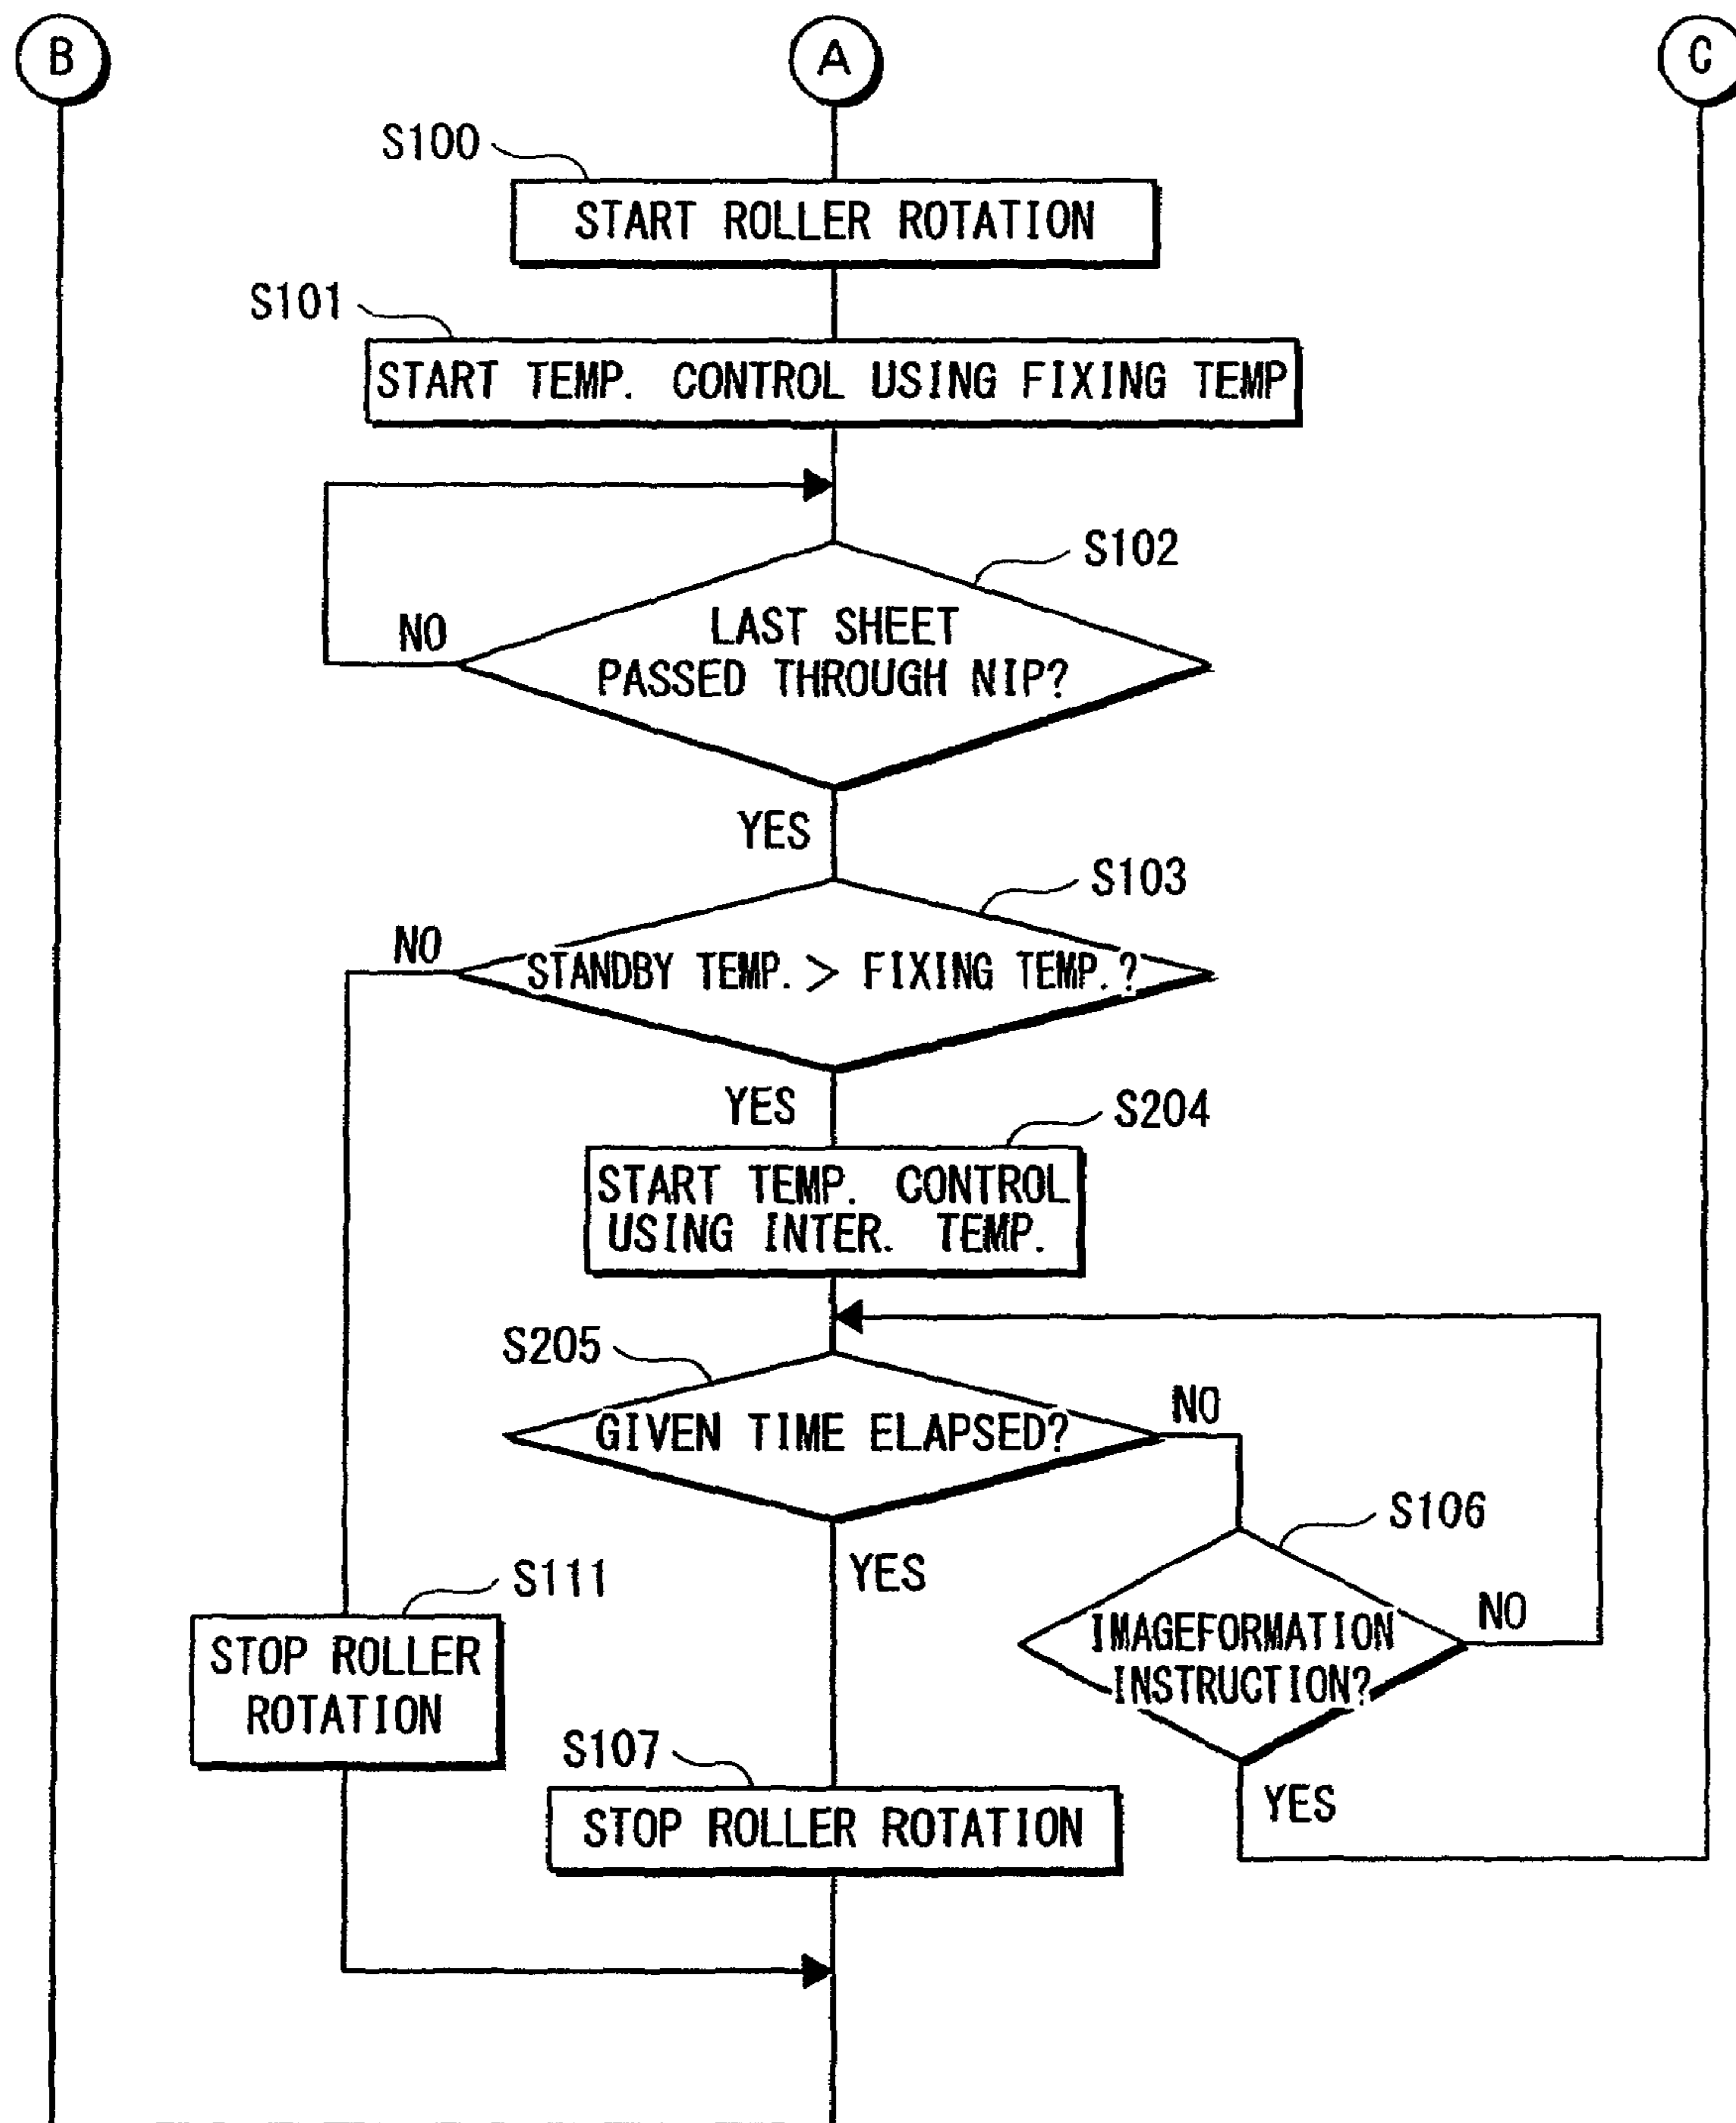 B
A
C
S100
START ROLLER ROTATION
S101
START TEMP. CONTROL USING FIXING TEMP
S102
LAST SHEET
PASSED THROUGH NIP?
NO
YES
S103
NO
STANDBY TEMP. > FIXING TEMP.?
YES
S204
START TEMP. CONTROL
USING INTER. TEMP.
S205
GIVEN TIME ELAPSED?
NO
S106
YES
IMAGEFORMATION
INSTRUCTION?
NO
S111
STOP ROLLER
ROTATION
S107
STOP ROLLER ROTATION
YES